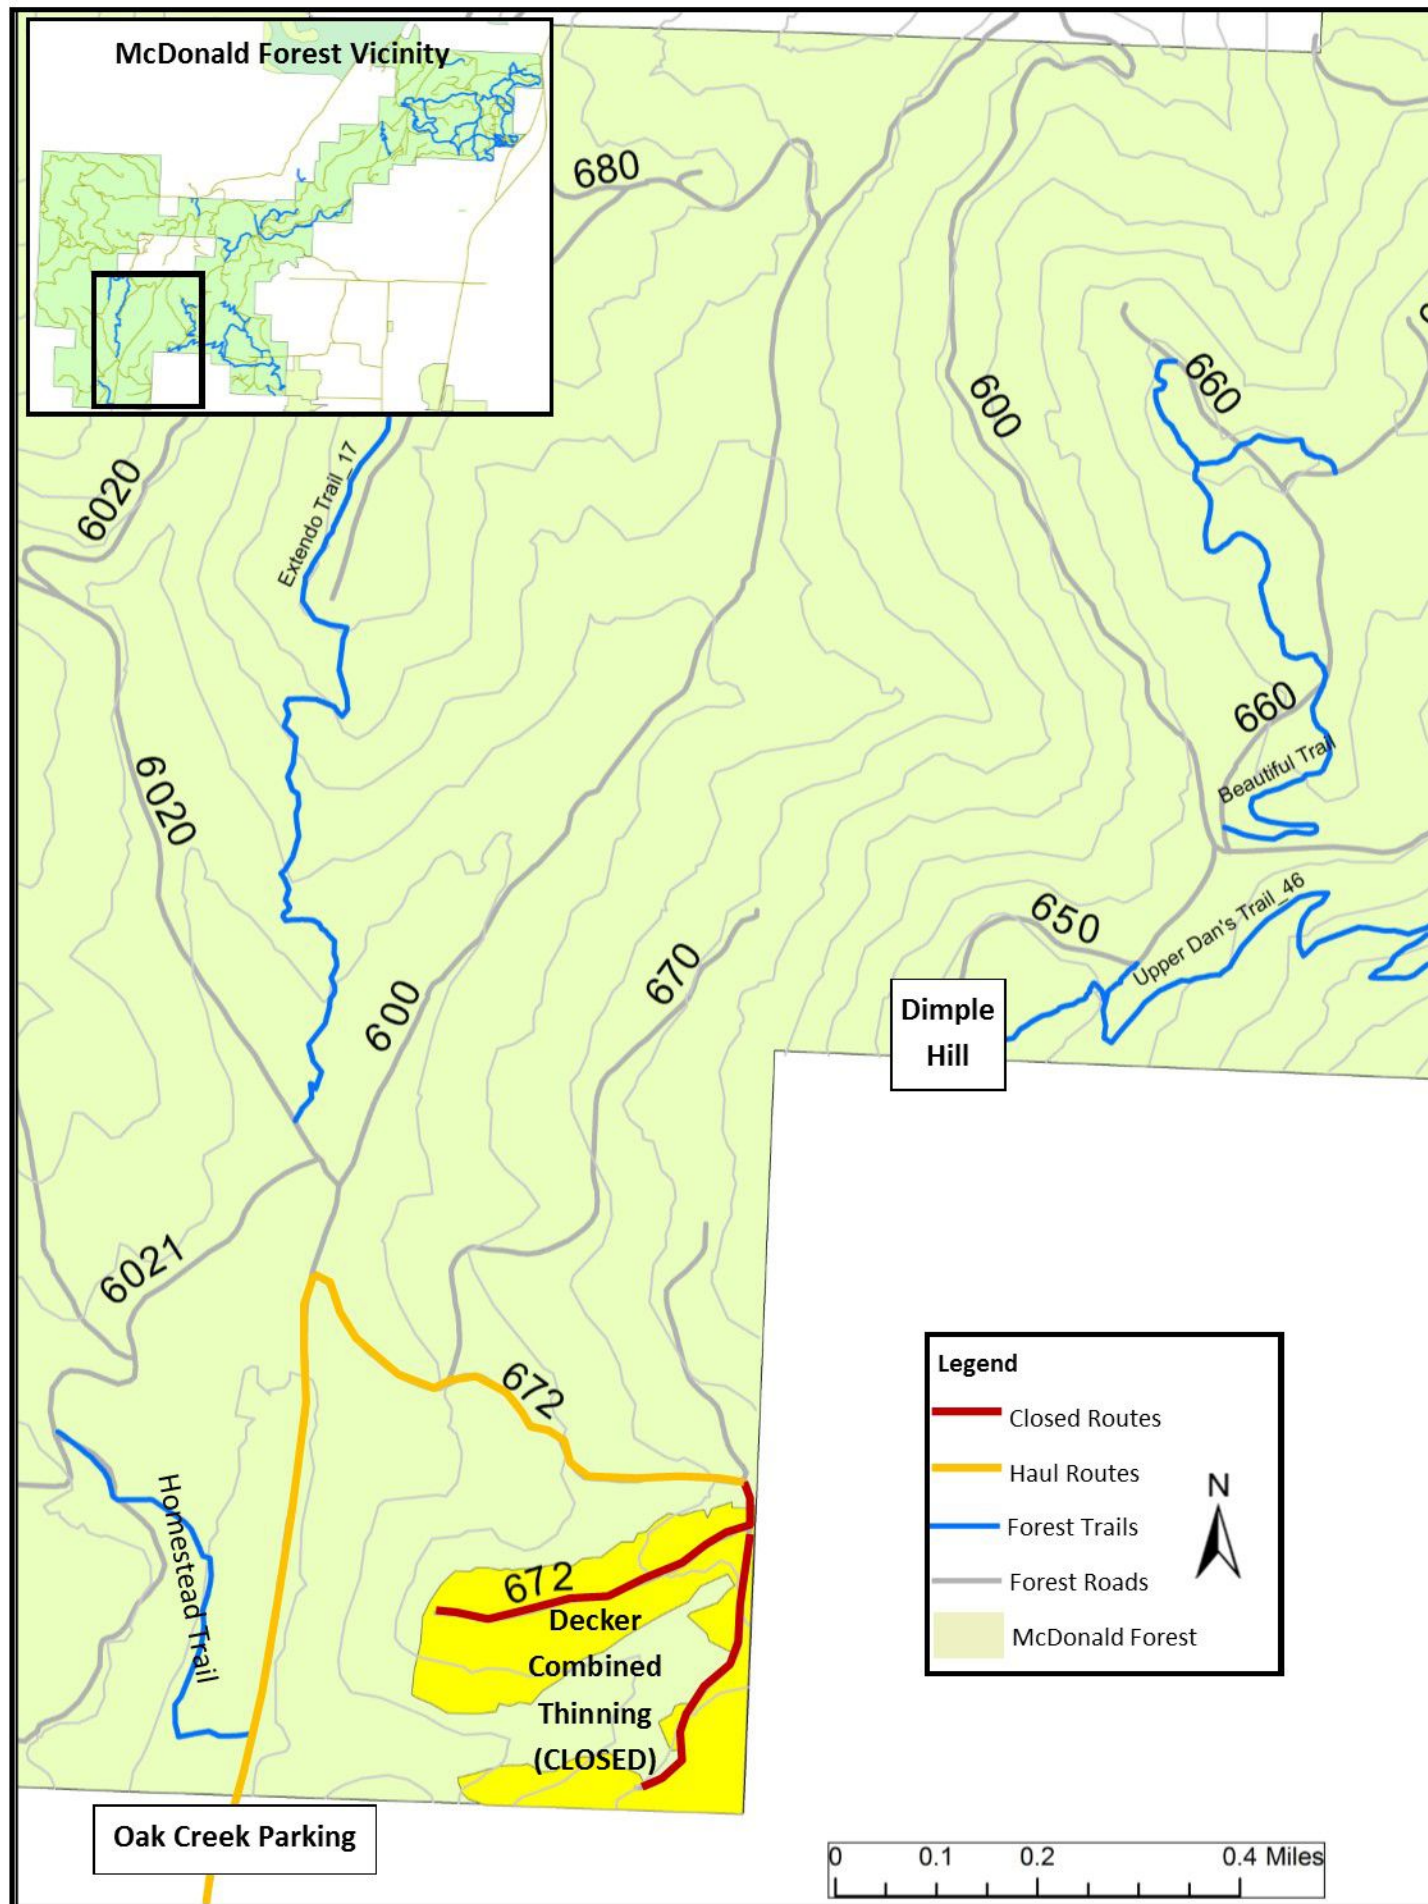 McDonald Forest Vicinity
680
660
600
6020
Extendo Trail_17
660
Beautiful Trail
6020
650
Upper Dan's Trail_46
670
600
Dimple
Hill
6021
672
Legend
Closed Routes
Haul Routes
N
Forest Trails
Forest Roads
McDonald Forest
Homestead Trail
672
Decker
Combined
Thinning
(CLOSED)
Oak Creek Parking
0 0.1 0.2 0.4 Miles